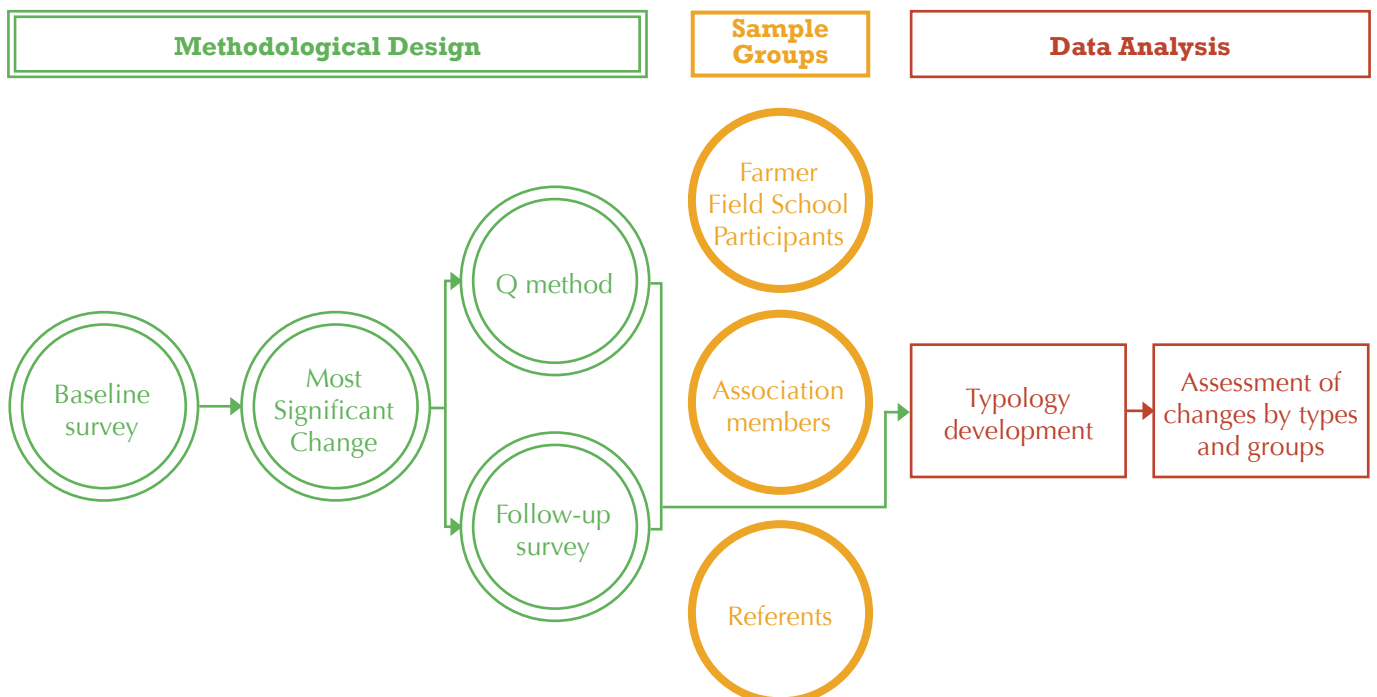 Methodological Design
Sample
Groups
Data Analysis
Farmer
Field School
Participants
Q method
Baseline
survey
Most
Significant
Change
Association
members
Typology
development
Assessment of
changes by types
and groups
Follow-up
survey
Referents